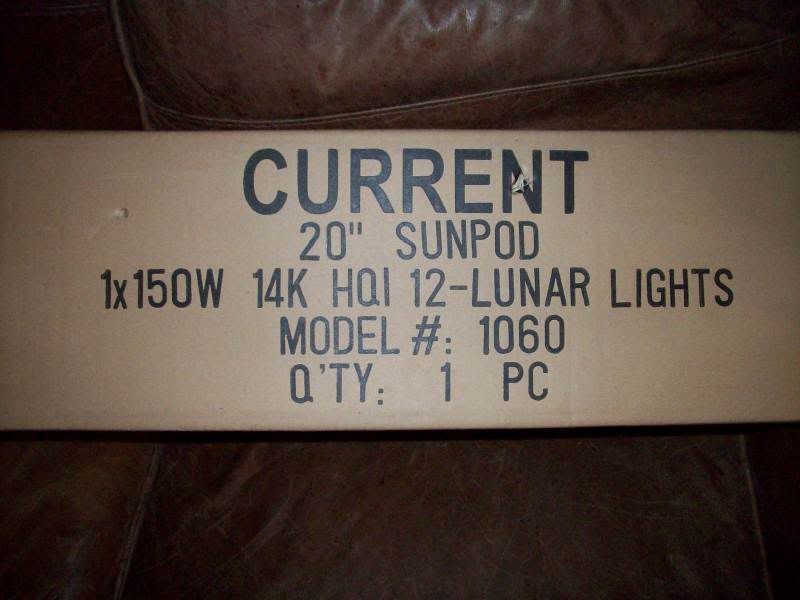 CURRENT
20" SUNPOD
1x150W 14K HQI 12-LUNAR LIGHTS
MODEL #: 1060
Q'TY: 1 PC